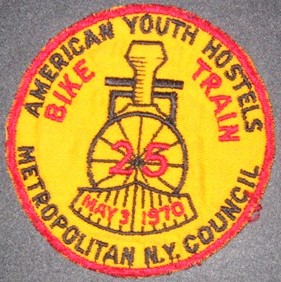 AMERICAN YOUTH HOSTELS
BIKE TRAIN
25
MAY 3 1970
METROPOLITAN N.Y. COUNCIL